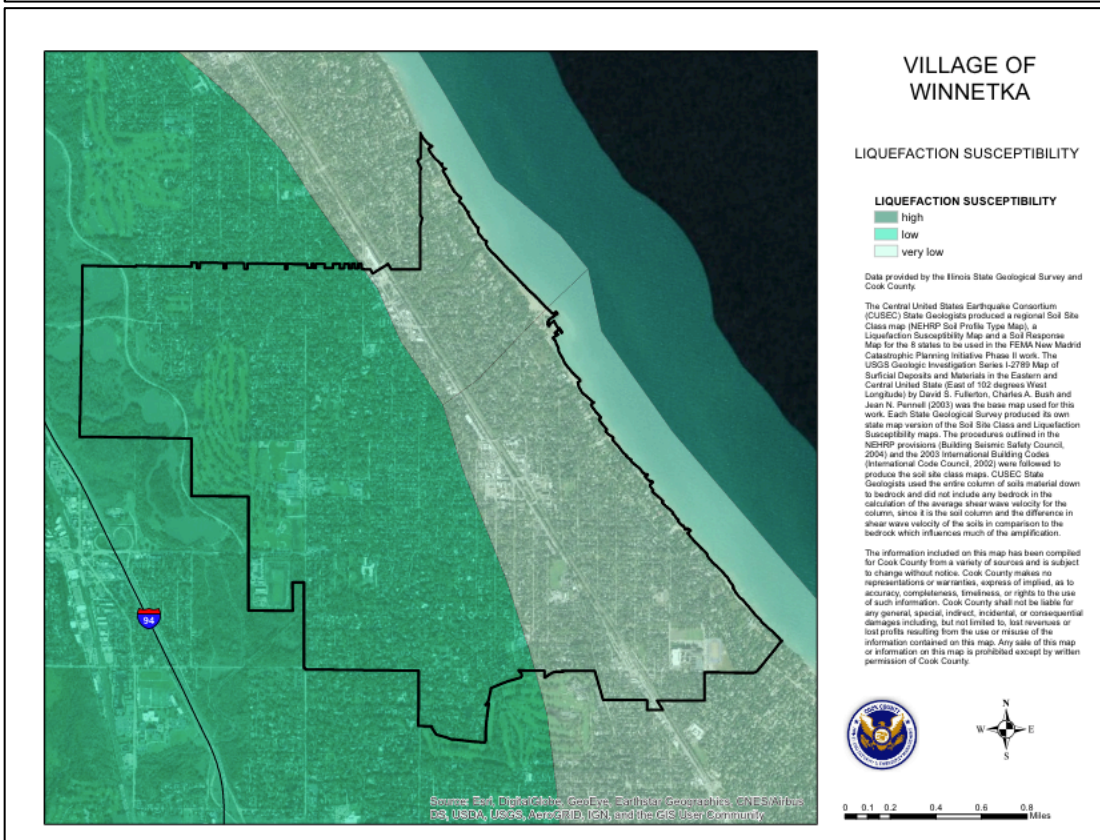 VILLAGE OF
WINNETKA
LIQUEFACTION SUSCEPTIBILITY
LIQUEFACTION SUSCEPTIBILITY
high
low
very low
Data provided by the Illinois State Geological Survey and
Cook County.
The Central United States Earthquake Consortium
(CUSEC) State Geologists produced a regional Soil Site
Class map (NEHRP Soil Profile Type Map), a
Liquefaction Susceptibility Map and a Soil Response
Map for the 8 states to be used in the FEMA New Madrid
Catastrophic Planning Initiative Phase II work. The
USGS Geologic Investigation Series I-2789 Map of
Surficial Deposits and Materials in the Eastern and
Central United State (East of 102 degrees West
Longitude) by David S. Fullerton, Charles A. Bush and
Jean N. Pennell (2003) was the base map used for this
work. Each State Geological Survey produced its own
state map version of the Soil Site Class and Liquefaction
Susceptibility maps. The procedures outlined in the
NEHRP provisions (Building Seismic Safety Council,
2004) and the 2003 International Building Codes
(International Code Council, 2002) were followed to
produce the soil site class maps. CUSEC State
Geologists used the entire column of soils material down
to bedrock and did not include any bedrock in the
calculation of the average shear wave velocity for the
column, since it is the soil column and the difference in
shear wave velocity of the soils in comparison to the
bedrock which influences much of the amplification.
The information included on this map has been compiled
for Cook County from a variety of sources and is subject
to change without notice. Cook County makes no
representations or warranties, express of implied, as to
accuracy, completeness, timeliness, or rights to the use
of such information. Cook County shall not be liable for
any general, special, indirect, incidental, or consequential
damages including, but not limited to, lost revenues or
lost profits resulting from the use or misuse of the
information contained on this map. Any sale of this map
or information on this map is prohibited except by written
permission of Cook County.
94
COOK COUNTY
N
W E
S
Source: Esri, DigitalGlobe, GeoEye, Earthstar Geographics, CNES/Airbus
DS, USDA, USGS, AeroGRID, IGN, and the GIS User Community
0 0.1 0.2 0.4 0.6 0.8
Miles